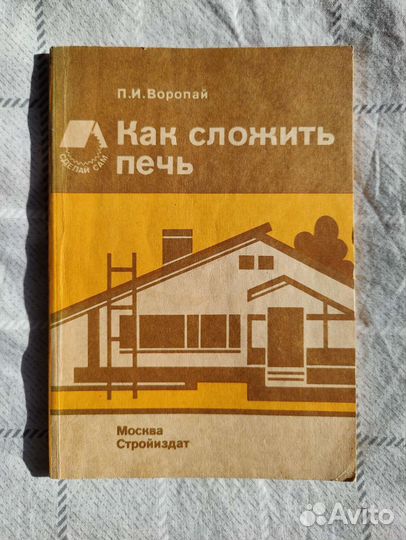 П.И.Воропай
Как сложить
печь
СДЕЛАЙ САМ
Москва
Стройиздат
Avito